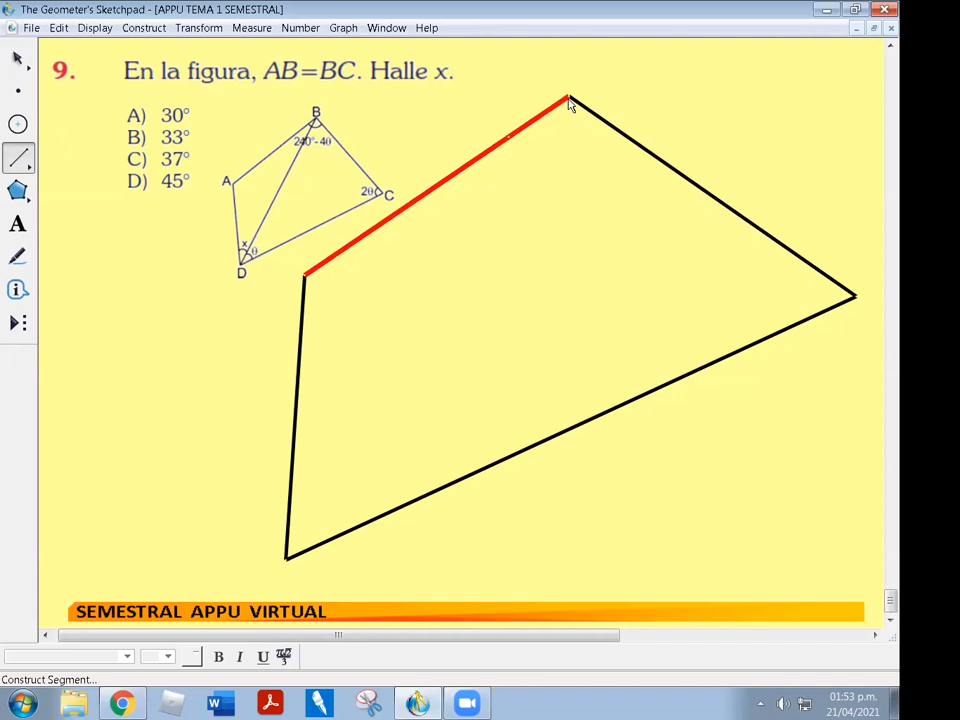 The Geometer's Sketchpad - [APPU TEMA 1 SEMESTRAL]
File Edit Display Construct Transform Measure Number Graph Window Help
9. En la figura, AB=BC. Halle x.
A) 30°
B) 33°
C) 37°
D) 45°
B
240°-4θ
A
2θ
C
x
θ
D
SEMESTRAL APPU VIRTUAL
B I U
Construct Segment...
01:53 p.m.
21/04/2021